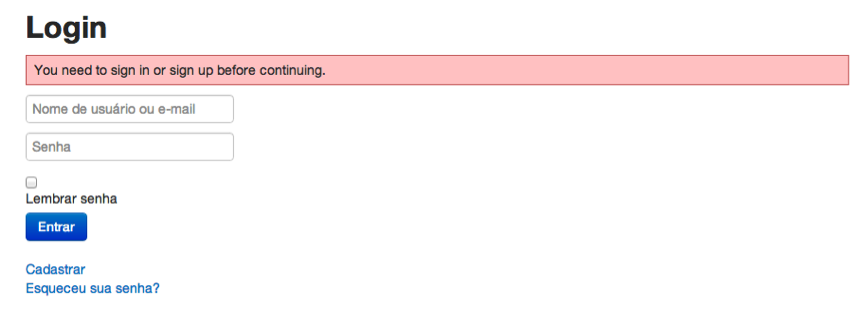 Login
You need to sign in or sign up before continuing.
Nome de usuário ou e-mail
Senha
Lembrar senha
Entrar
Cadastrar
Esqueceu sua senha?